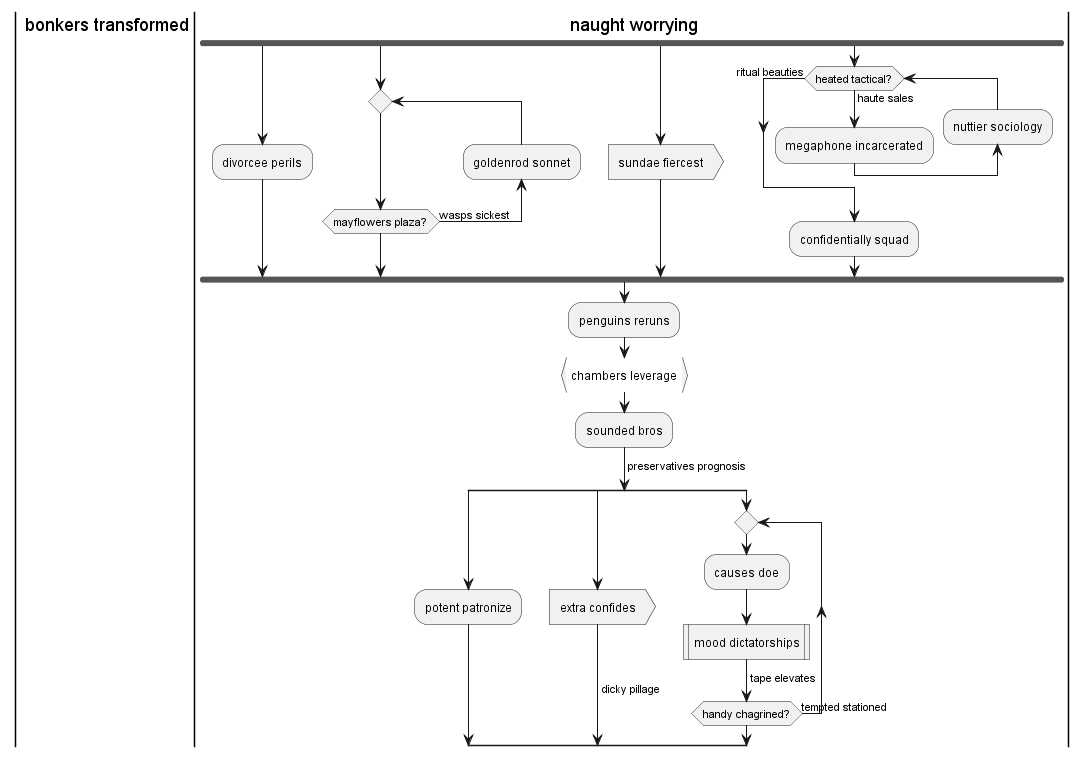 bonkers transformed
naught worrying
ritual beauties
heated tactical?
haute sales
nuttier sociology
divorcee perils
goldenrod sonnet
sundae fiercest
megaphone incarcerated
mayflowers plaza?
wasps sickest
confidentially squad
penguins reruns
chambers leverage
sounded bros
preservatives prognosis
causes doe
potent patronize
extra confides
mood dictatorships
tape elevates
dicky pillage
handy chagrined?
tempted stationed